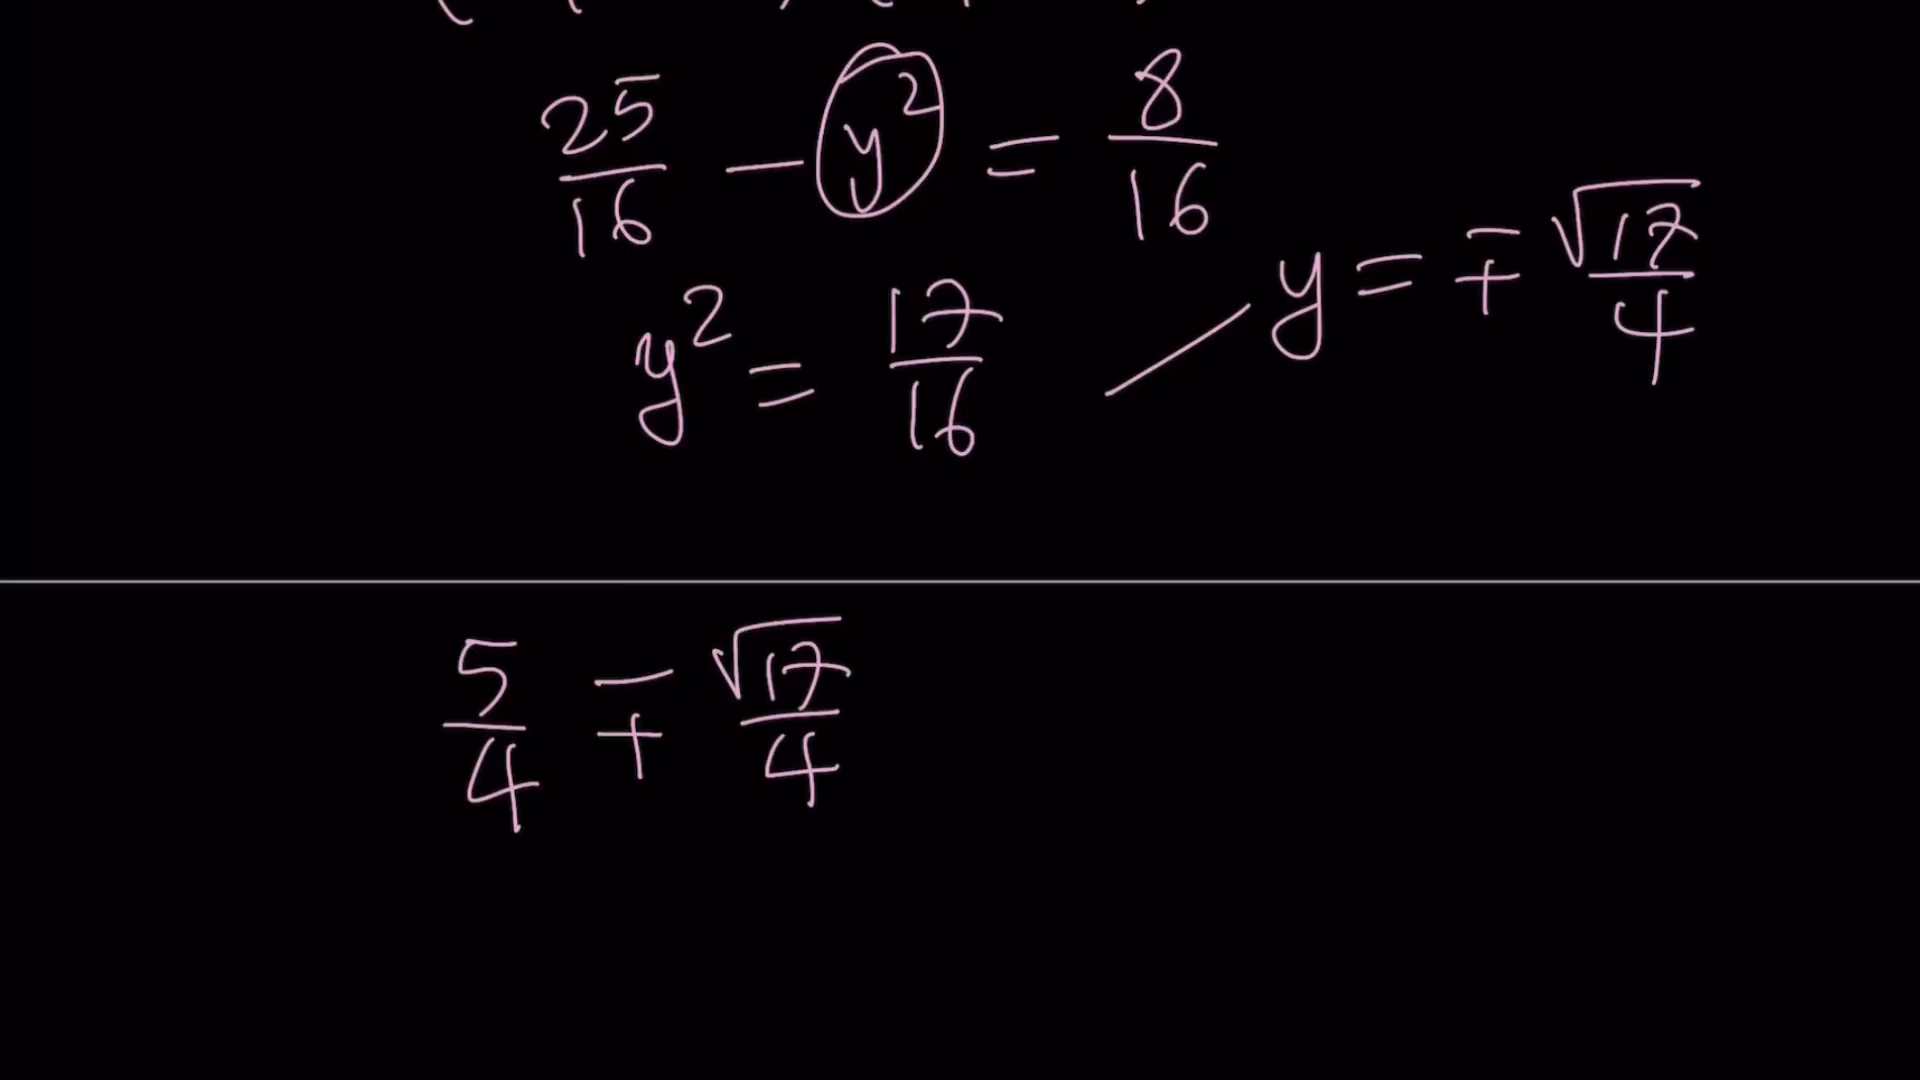 25/16 − y² = 8/16
y² = 17/16
y = ∓ √17/4
5/4 ∓ √17/4